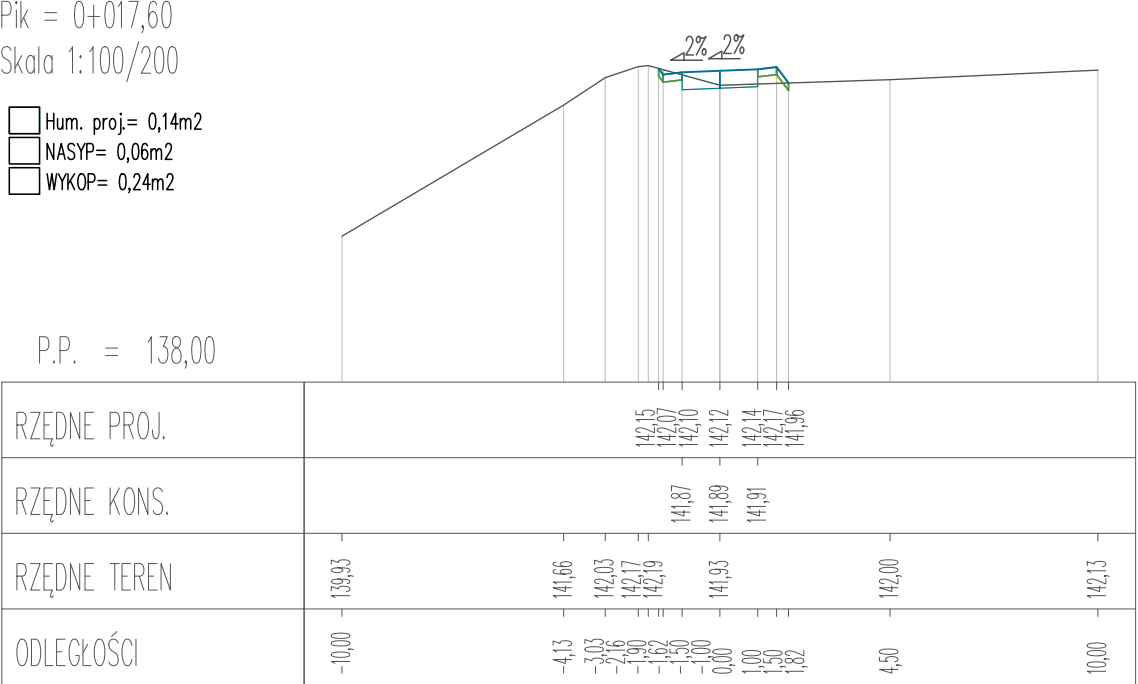 Pik = 0+017,60
Skala 1:100/200
2% 2%
Hum. proj.= 0,14m2
NASYP= 0,06m2
WYKOP= 0,24m2
P.P. = 138,00
RZĘDNE PROJ. 142,15 142,07 142,10 142,12 142,14 142,17 141,96
RZĘDNE KONS. 141,87 141,89 141,91
RZĘDNE TEREN 139,93 141,66 142,03 142,17 142,19 141,93 142,00 142,13
ODLEGŁOŚCI -10,00 -4,13 -3,03 -2,16 -1,90 -1,62 -1,50 -1,00 0,00 1,00 1,50 1,82 4,50 10,00